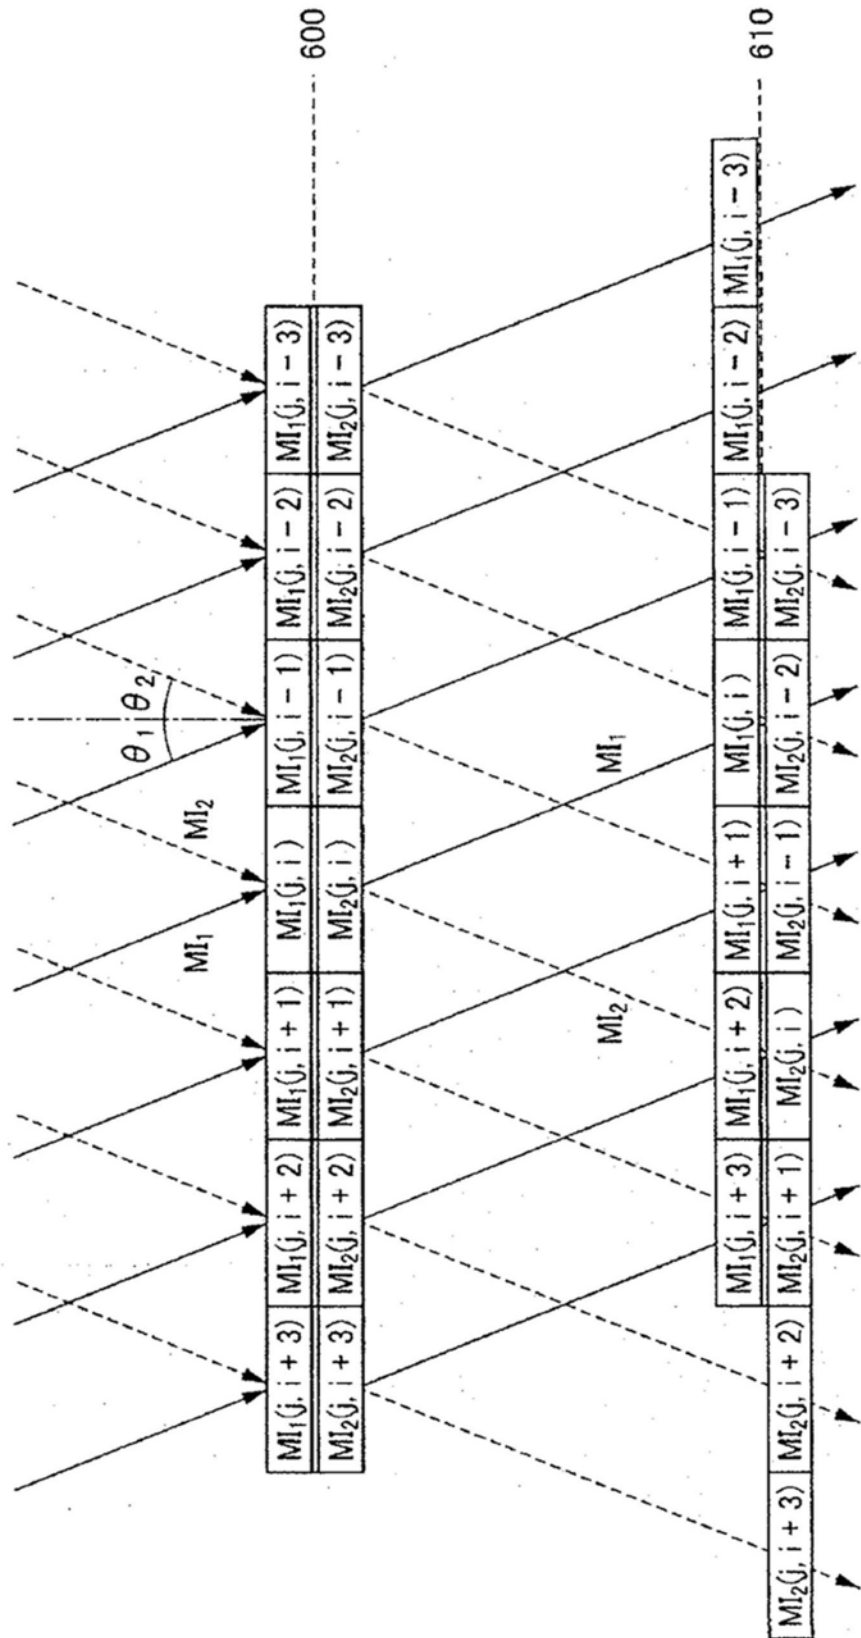 θ₁ θ₂
MI₁ MI₂
MI₁(j, i + 3) MI₁(j, i + 2) MI₁(j, i + 1) MI₁(j, i) MI₁(j, i − 1) MI₁(j, i − 2) MI₁(j, i − 3)
600
MI₂(j, i + 3) MI₂(j, i + 2) MI₂(j, i + 1) MI₂(j, i) MI₂(j, i − 1) MI₂(j, i − 2) MI₂(j, i − 3)
MI₂ MI₁
MI₁(j, i + 3) MI₁(j, i + 2) MI₁(j, i + 1) MI₁(j, i) MI₁(j, i − 1) MI₁(j, i − 2) MI₁(j, i − 3)
610
MI₂(j, i + 3) MI₂(j, i + 2) MI₂(j, i + 1) MI₂(j, i) MI₂(j, i − 1) MI₂(j, i − 2) MI₂(j, i − 3)